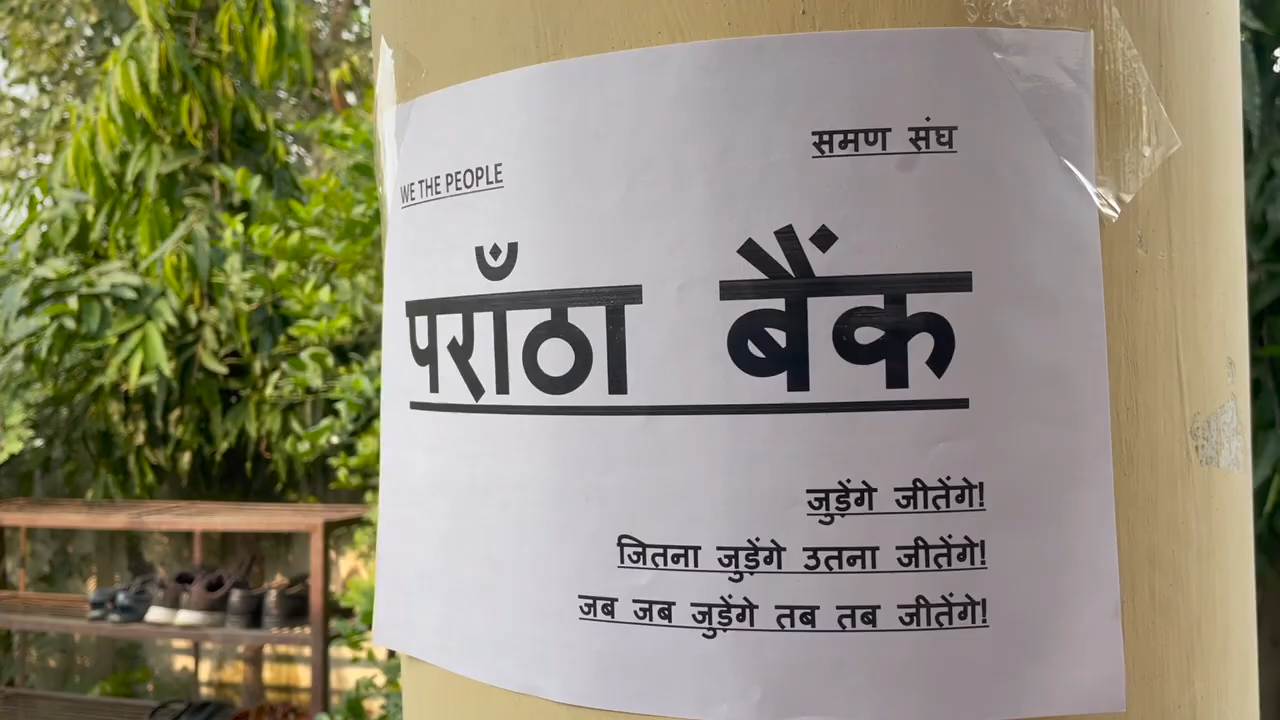 समण संघ
WE THE PEOPLE
पराँठा बैंक
जुड़ेंगे जीतेंगे!
जितना जुड़ेंगे उतना जीतेंगे!
जब जब जुड़ेंगे तब तब जीतेंगे!